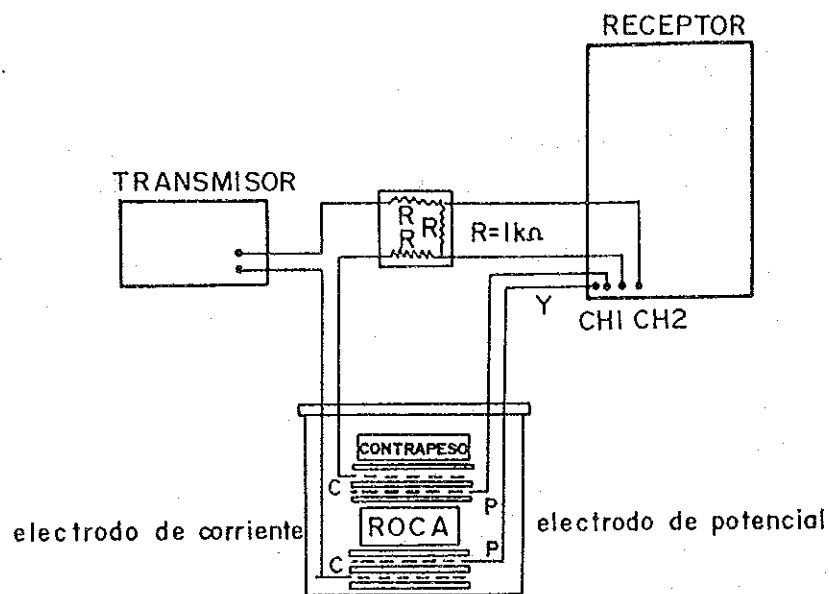 RECEPTOR
TRANSMISOR
R
R
R
R=1kΩ
Y
CH1 CH2
CONTRAPESO
C
P
ROCA
P
C
electrodo de corriente
electrodo de potencial